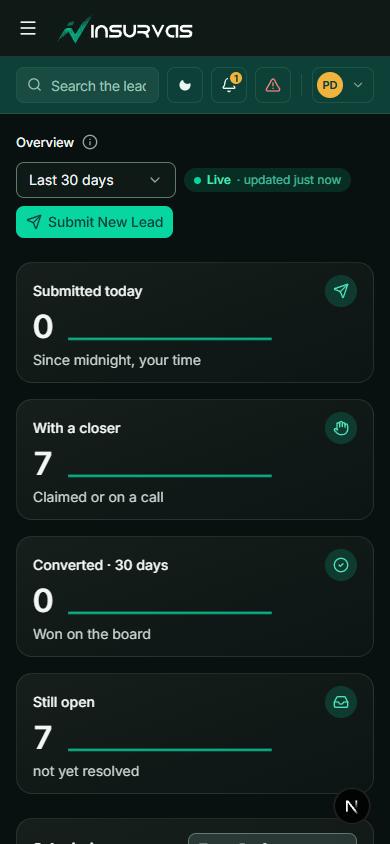 INSURVAS
Search the lead
1
PD
Overview
Last 30 days
Live · updated just now
Submit New Lead
Submitted today
0
Since midnight, your time
With a closer
7
Claimed or on a call
Converted · 30 days
0
Won on the board
Still open
7
not yet resolved
N